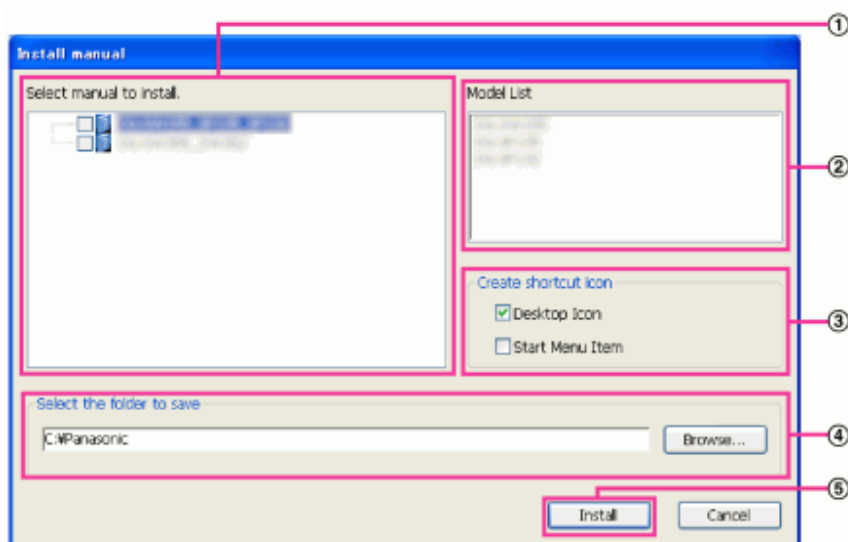 ①
Install manual
Select manual to install.
Model List
②
Create shortcut icon
Desktop Icon
③
Start Menu Item
Select the folder to save
C:¥Panasonic
Browse...
④
⑤
Install
Cancel